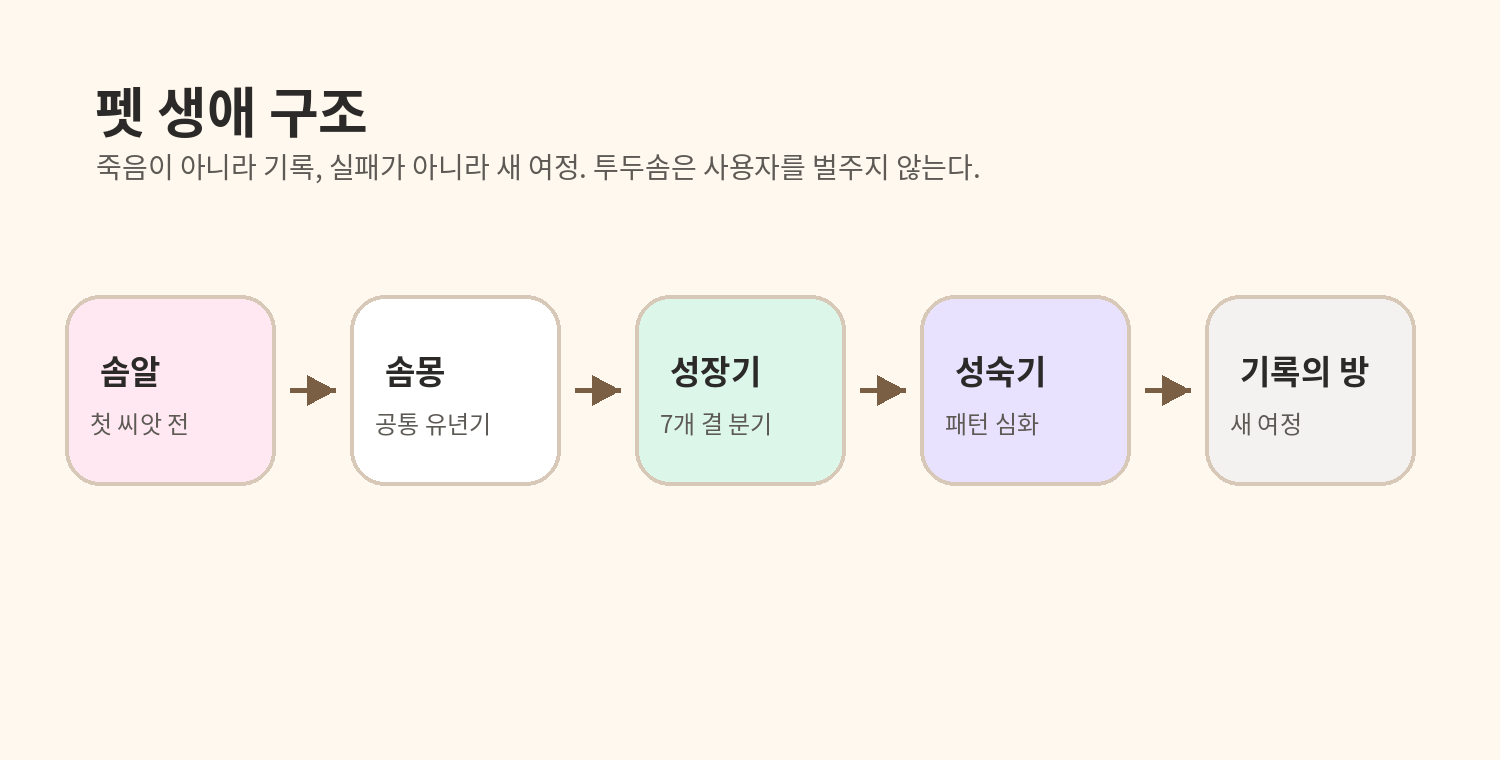 펫 생애 구조
죽음이 아니라 기록, 실패가 아니라 새 여정. 투두솜은 사용자를 벌주지 않는다.
솜알
첫 씨앗 전
솜몽
공통 유년기
성장기
7개 결 분기
성숙기
패턴 심화
기록의 방
새 여정